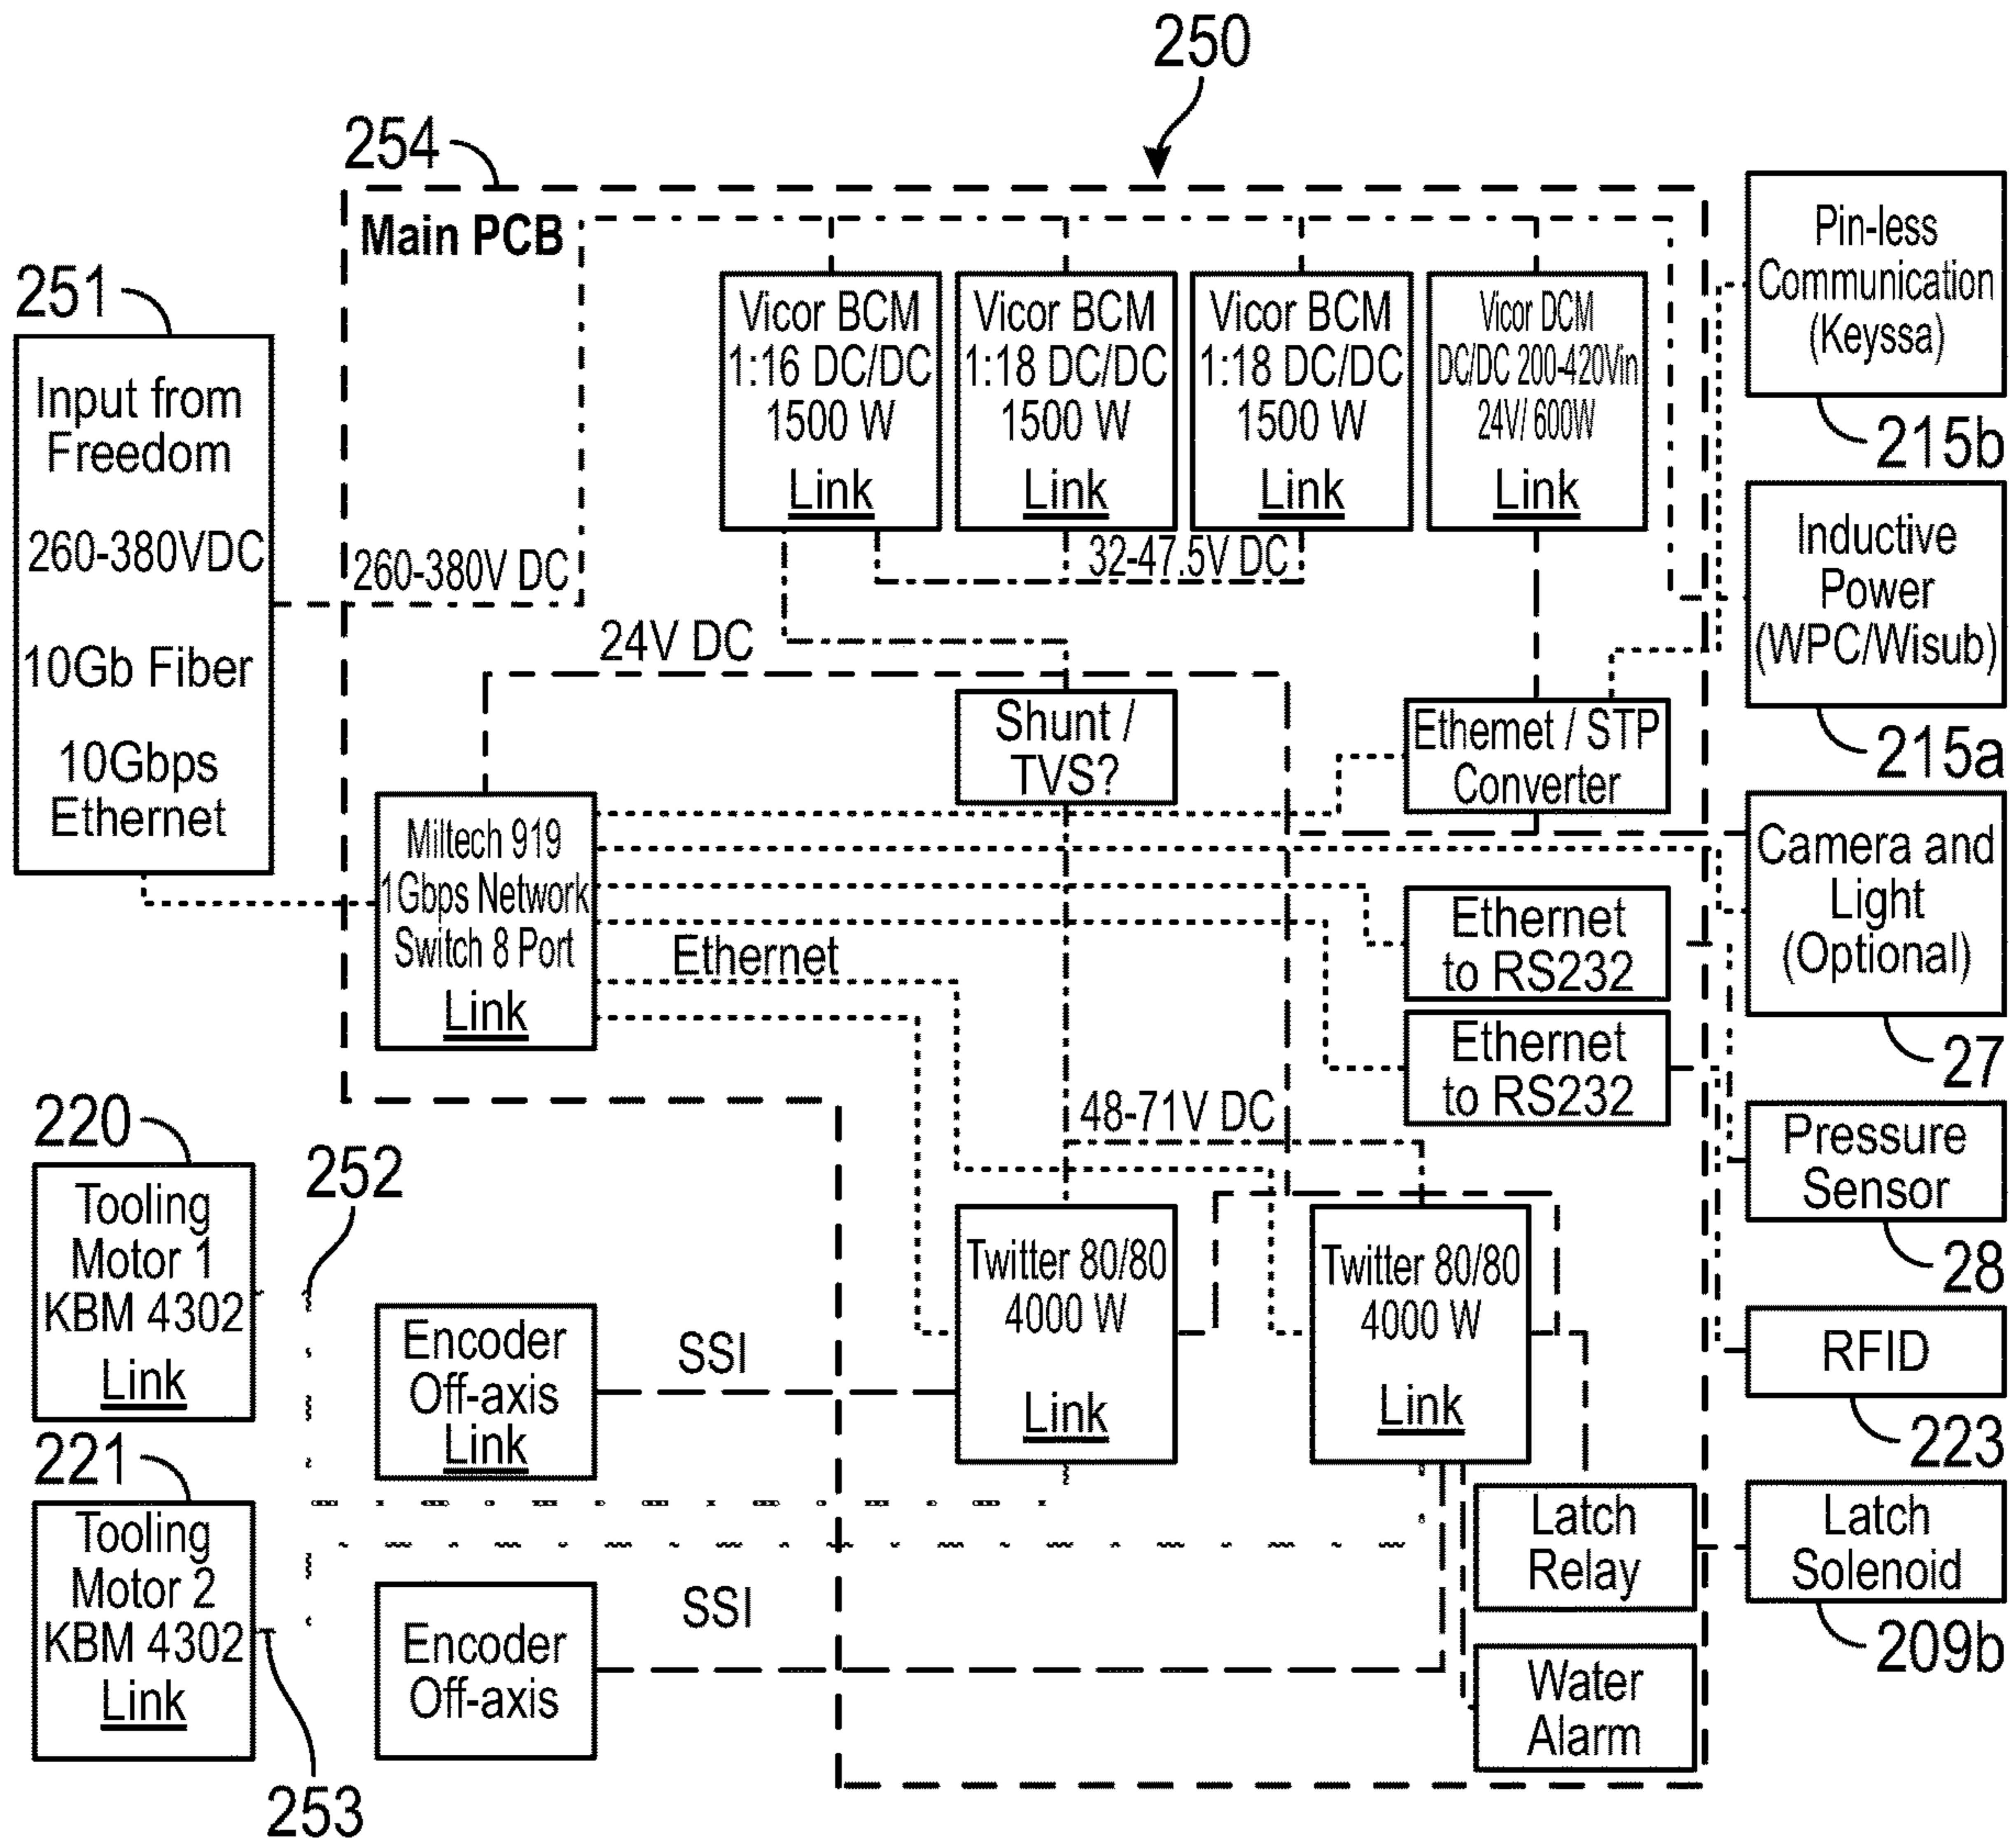 250
254
Main PCB
251
Input from
Freedom
260-380VDC
10Gb Fiber
10Gbps
Ethernet
260-380V DC
Vicor BCM
1:16 DC/DC
1500 W
Link
Vicor BCM
1:18 DC/DC
1500 W
Link
Vicor BCM
1:18 DC/DC
1500 W
Link
Vicor DCM
DC/DC 200-420Vin
24V/ 600W
Link
32-47.5V DC
24V DC
Shunt /
TVS?
Ethemet / STP
Converter
Miltech 919
1Gbps Network
Switch 8 Port
Link
Ethernet
Ethernet
to RS232
Ethernet
to RS232
48-71V DC
Pin-less
Communication
(Keyssa)
215b
Inductive
Power
(WPC/Wisub)
215a
Camera and
Light
(Optional)
27
Pressure
Sensor
28
RFID
223
Latch
Solenoid
209b
220
Tooling
Motor 1
KBM 4302
Link
252
221
Tooling
Motor 2
KBM 4302
Link
253
Encoder
Off-axis
Link
SSI
Encoder
Off-axis
SSI
Twitter 80/80
4000 W
Link
Twitter 80/80
4000 W
Link
Latch
Relay
Water
Alarm